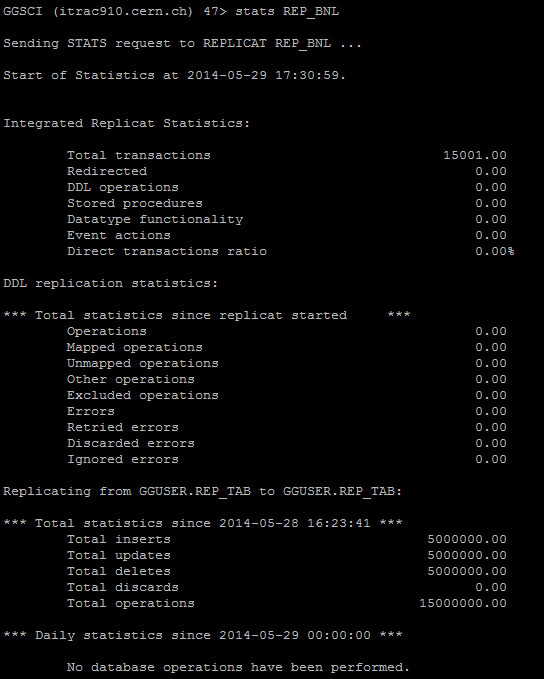 GGSCI (itrac910.cern.ch) 47> stats REP_BNL
Sending STATS request to REPLICAT REP_BNL ...
Start of Statistics at 2014-05-29 17:30:59.
Integrated Replicat Statistics:
Total transactions 15001.00
Redirected 0.00
DDL operations 0.00
Stored procedures 0.00
Datatype functionality 0.00
Event actions 0.00
Direct transactions ratio 0.00%
DDL replication statistics:
*** Total statistics since replicat started ***
Operations 0.00
Mapped operations 0.00
Unmapped operations 0.00
Other operations 0.00
Excluded operations 0.00
Errors 0.00
Retried errors 0.00
Discarded errors 0.00
Ignored errors 0.00
Replicating from GGUSER.REP_TAB to GGUSER.REP_TAB:
*** Total statistics since 2014-05-28 16:23:41 ***
Total inserts 5000000.00
Total updates 5000000.00
Total deletes 5000000.00
Total discards 0.00
Total operations 15000000.00
*** Daily statistics since 2014-05-29 00:00:00 ***
No database operations have been performed.